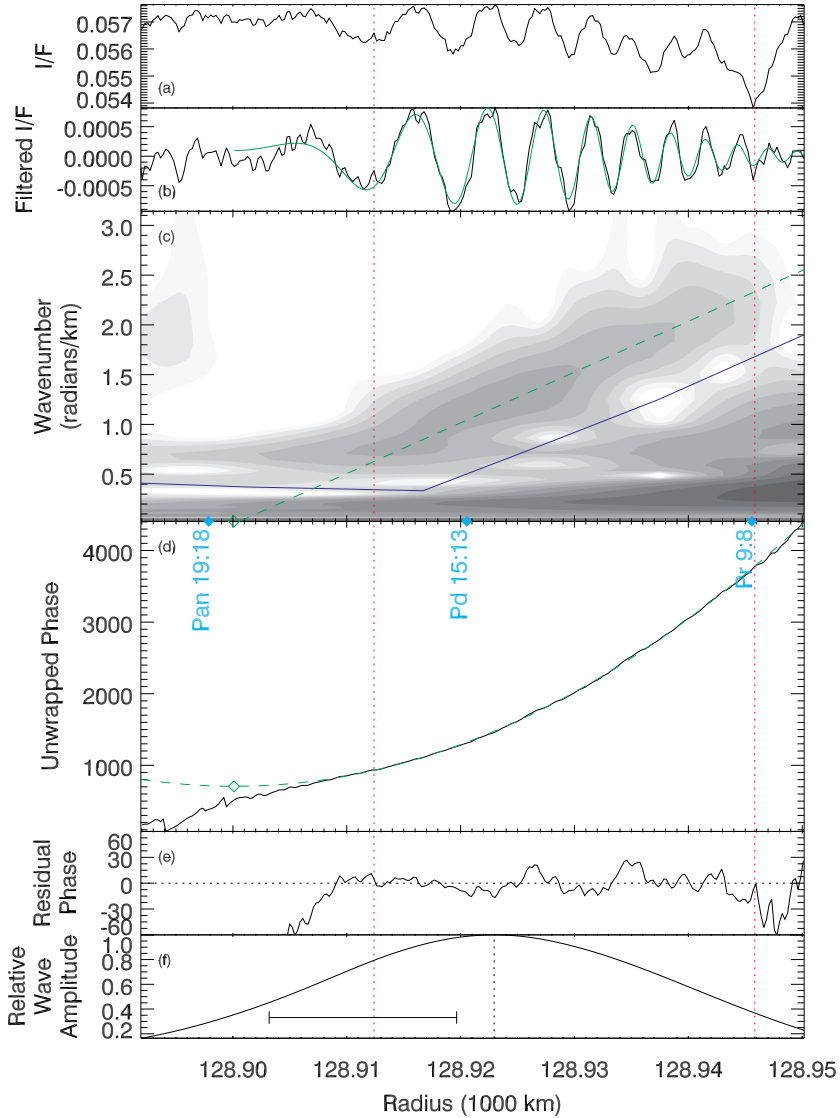 0.057
0.056
0.055
0.054
I/F
(a)
0.0005
0.0000
-0.0005
Filtered I/F
(b)
3.0
2.5
2.0
1.5
1.0
0.5
Wavenumber
(radians/km)
(c)
4000
3000
2000
1000
Unwrapped Phase
(d)
Pan 19:18
Pd 15:13
Pr 9:8
60
30
0
-30
-60
Residual
Phase
(e)
1.0
0.8
0.6
0.4
0.2
Relative
Wave
Amplitude
(f)
128.90
128.91
128.92
128.93
128.94
128.95
Radius (1000 km)